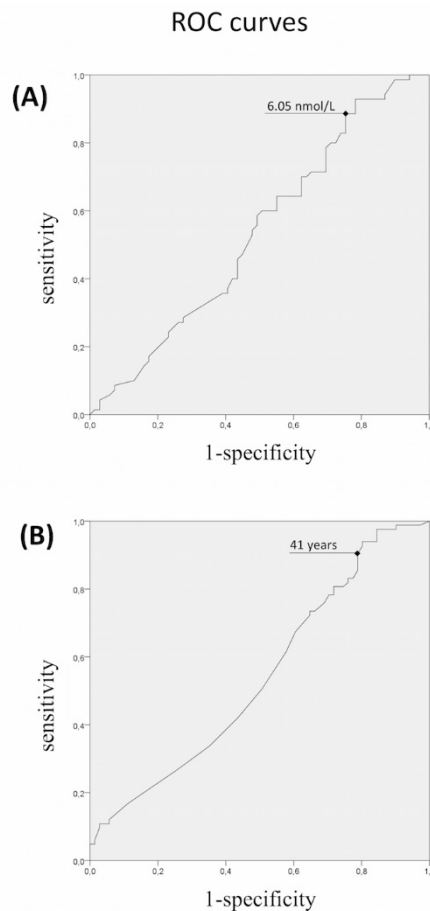 ROC curves
(A)
6.05 nmol/L
1,0
0,8
0,6
0,4
0,2
0,0
sensitivity
0,0 0,2 0,4 0,6 0,8 1,
1-specificity
(B)
41 years
1,0
0,8
0,6
0,4
0,2
0,0
sensitivity
0,0 0,2 0,4 0,6 0,8 1,
1-specificity